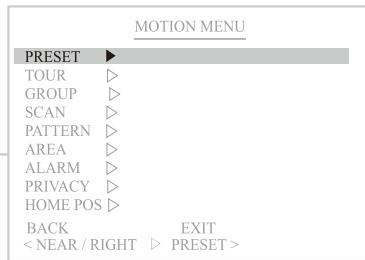 MOTION MENU
PRESET ▶
TOUR ▷
GROUP ▷
SCAN ▷
PATTERN ▷
AREA ▷
ALARM ▷
PRIVACY ▷
HOME POS ▷
BACK EXIT
< NEAR / RIGHT ▷ PRESET >